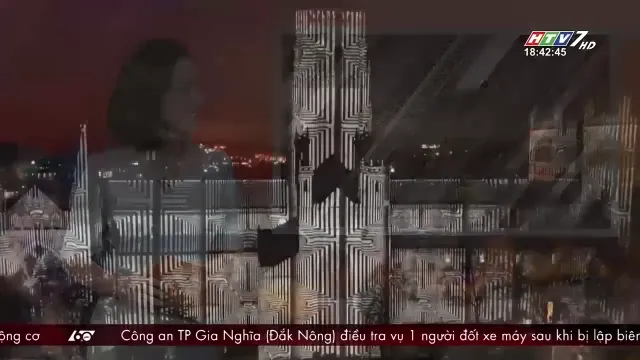 HTV7 HD
18:42:45
ộng cơ Công an TP Gia Nghĩa (Đắk Nông) điều tra vụ 1 người đốt xe máy sau khi bị lập biên